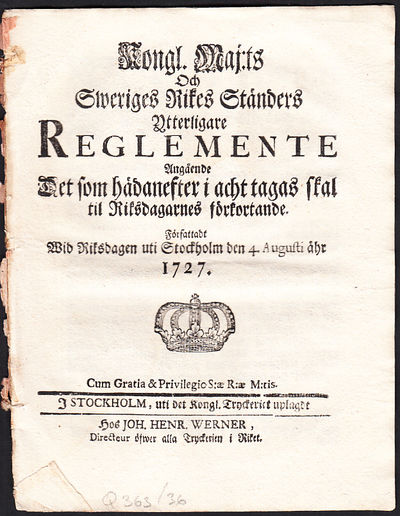 Kongl. Maj:ts
Och
Sweriges Rikes Ständers
Ytterligare
REGLEMENTE
Angående
Det som hädanefter i acht tagas skal
til Riksdagarnes förkortande.
Författadt
Wid Riksdagen uti Stockholm den 4. Augusti åhr
1727.
Cum Gratia & Privilegio S:æ R:æ M:tis.
I STOCKHOLM, uti det Kongl. Tryckeriet uplagdt
Hos JOH. HENR. WERNER,
Directeur öfwer alla Tryckerien i Riket.
Q 363/36